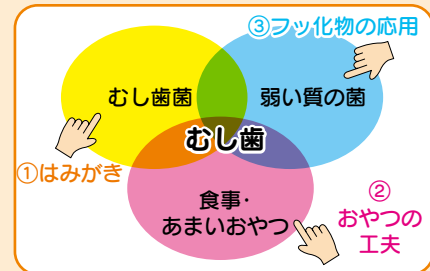 ③フッ化物の応用
むし歯菌
弱い質の菌
むし歯
①はみがき
食事・
あまいおやつ
②
おやつの
工夫